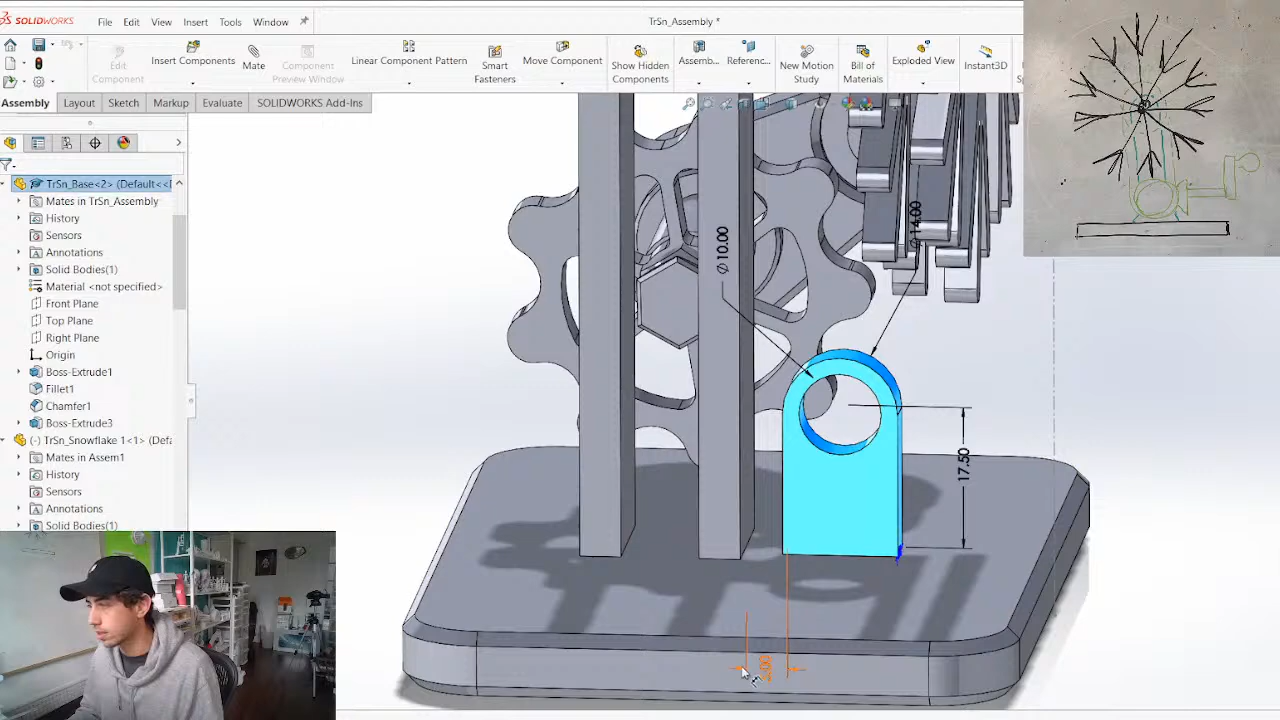 SOLIDWORKS File Edit View Insert Tools Window TrSn_Assembly *
Edit Component
Insert Components
Mate
Component Preview Window
Linear Component Pattern
Smart Fasteners
Move Component
Show Hidden Components
Assemb...
Referenc...
New Motion Study
Bill of Materials
Exploded View
Instant3D
Assembly Layout Sketch Markup Evaluate SOLIDWORKS Add-Ins
TrSn_Base<2> (Default<<
Mates in TrSn_Assembly
History
Sensors
Annotations
Solid Bodies(1)
Material <not specified>
Front Plane
Top Plane
Right Plane
Origin
Boss-Extrude1
Fillet1
Chamfer1
Boss-Extrude3
(-) TrSn_Snowflake 1<1> (Defa
Mates in Assem1
History
Sensors
Annotations
Solid Bodies(1)
Ø10.00
Ø14.00
17.50
2.00